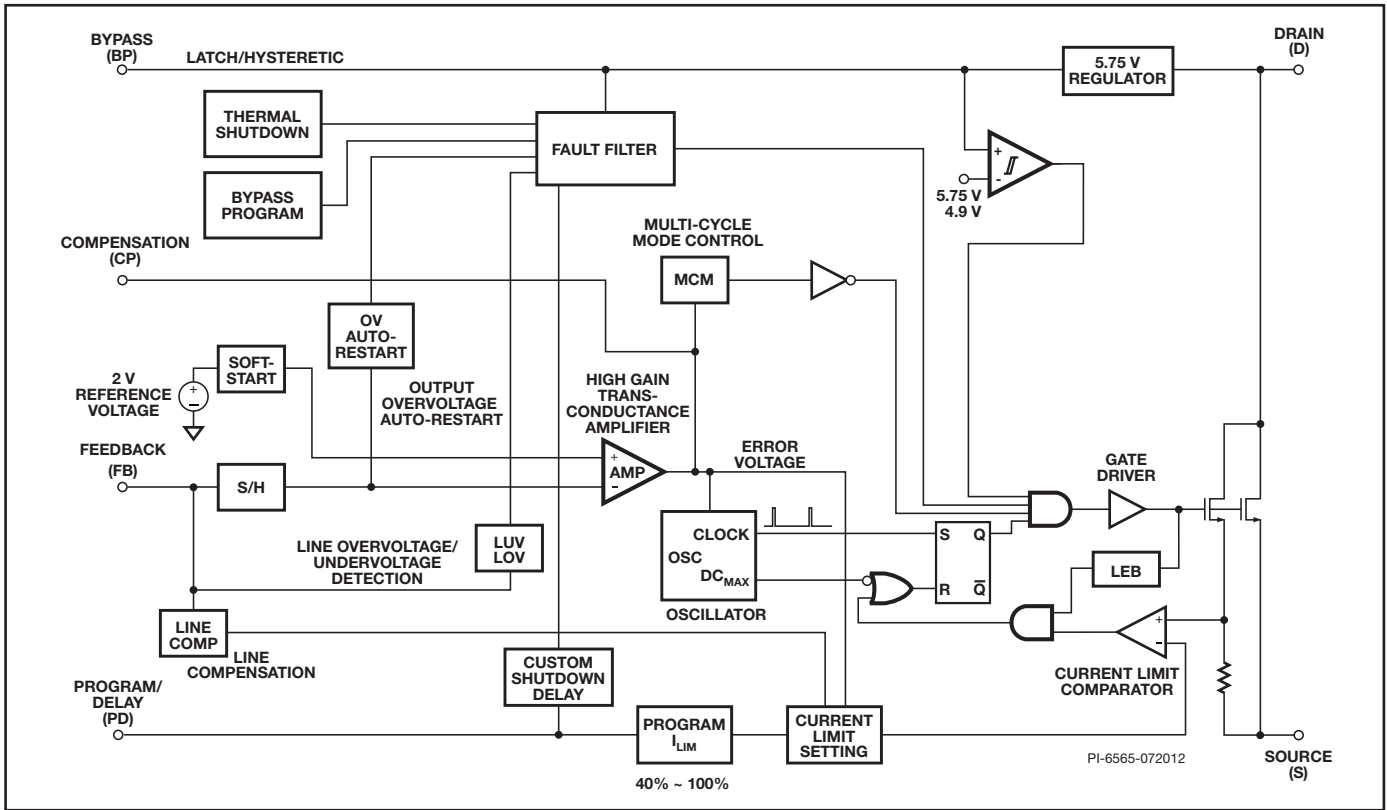 BYPASS
(BP)
LATCH/HYSTERETIC
DRAIN
(D)
5.75 V
REGULATOR
THERMAL
SHUTDOWN
FAULT FILTER
+
-
5.75 V
4.9 V
BYPASS
PROGRAM
COMPENSATION
(CP)
MULTI-CYCLE
MODE CONTROL
MCM
OV
AUTO-
RESTART
SOFT-
START
2 V
REFERENCE
VOLTAGE
+
–
OUTPUT
OVERVOLTAGE
AUTO-RESTART
HIGH GAIN
TRANS-
CONDUCTANCE
AMPLIFIER
FEEDBACK
(FB)
S/H
+
AMP
–
ERROR
VOLTAGE
GATE
DRIVER
LINE OVERVOLTAGE/
UNDERVOLTAGE
DETECTION
LUV
LOV
CLOCK
OSC
DCMAX
OSCILLATOR
S Q
R Q̅
LEB
LINE
COMP
LINE
COMPENSATION
+
–
CURRENT LIMIT
COMPARATOR
PROGRAM/
DELAY
(PD)
CUSTOM
SHUTDOWN
DELAY
PROGRAM
ILIM
40% ~ 100%
CURRENT
LIMIT
SETTING
PI-6565-072012
SOURCE
(S)